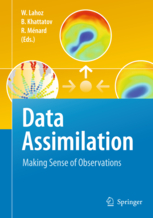 W. Lahoz
B. Khattatov
R. Ménard
(Eds.)
Data
Assimilation
Making Sense of Observations
Springer